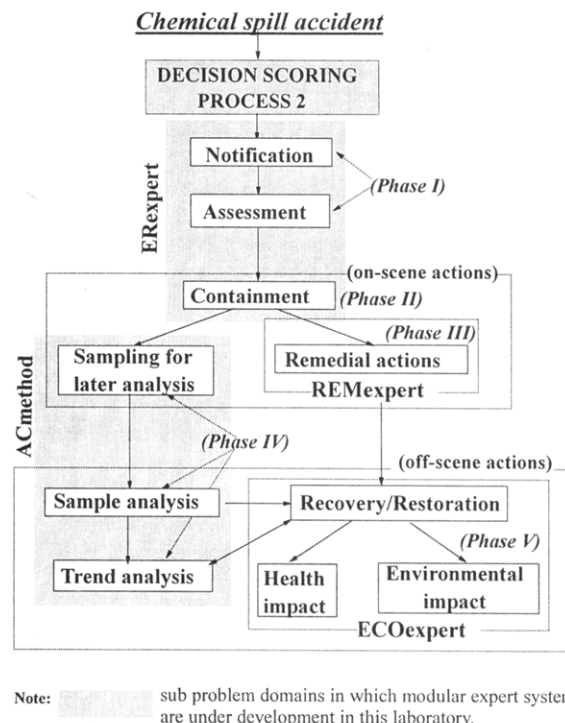 Chemical spill accident
DECISION SCORING
PROCESS 2
Notification
(Phase I)
ERexpert
Assessment
(on-scene actions)
Containment
(Phase II)
(Phase III)
Sampling for
later analysis
Remedial actions
REMexpert
ACmethod
(Phase IV)
(off-scene actions)
Sample analysis
Recovery/Restoration
(Phase V)
Trend analysis
Health
impact
Environmental
impact
ECOexpert
Note:
sub problem domains in which modular expert system
are under development in this laboratory.